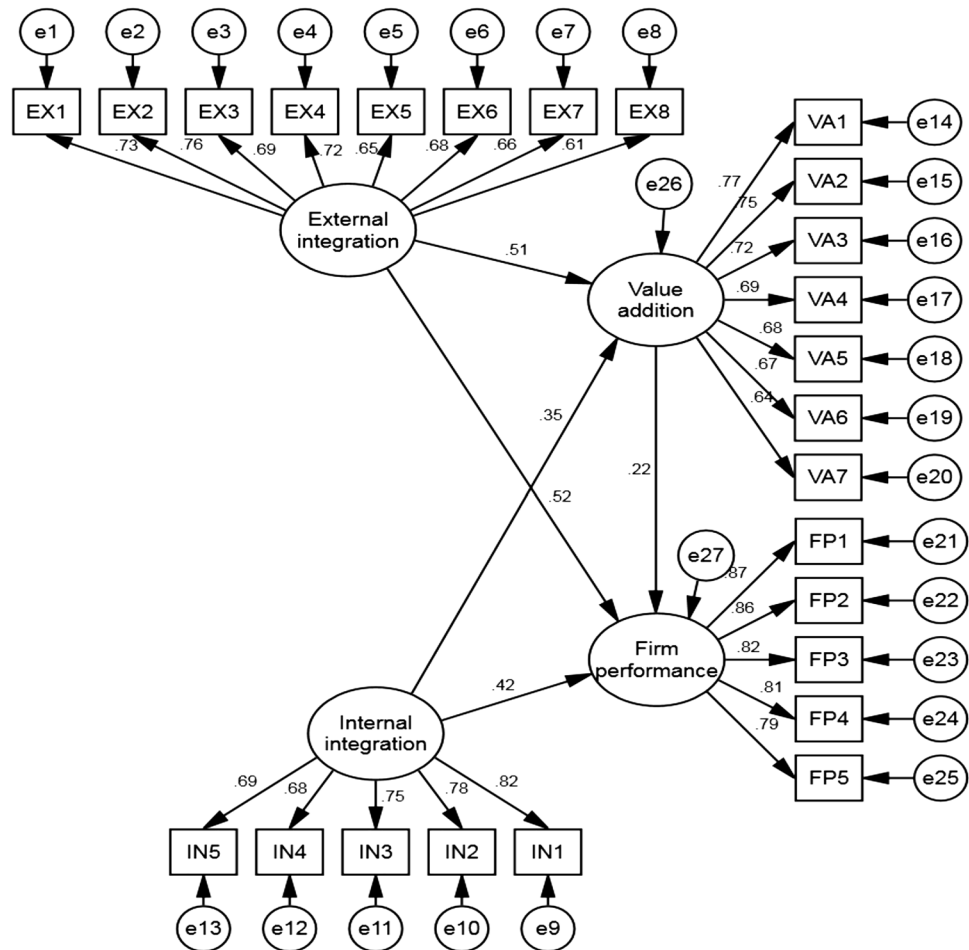 e1 e2 e3 e4 e5 e6 e7 e8
EX1 EX2 EX3 EX4 EX5 EX6 EX7 EX8
.73 .76 .69 .72 .65 .68 .66 .61
External
integration
e26
.51
Value
addition
.77
.75
.72
.69
.68
.67
.64
VA1 e14
VA2 e15
VA3 e16
VA4 e17
VA5 e18
VA6 e19
VA7 e20
.35
.22
.52
e27
Firm
performance
.42
.87
.86
.82
.81
.79
FP1 e21
FP2 e22
FP3 e23
FP4 e24
FP5 e25
Internal
integration
.69 .68 .75 .78 .82
IN5 IN4 IN3 IN2 IN1
e13 e12 e11 e10 e9